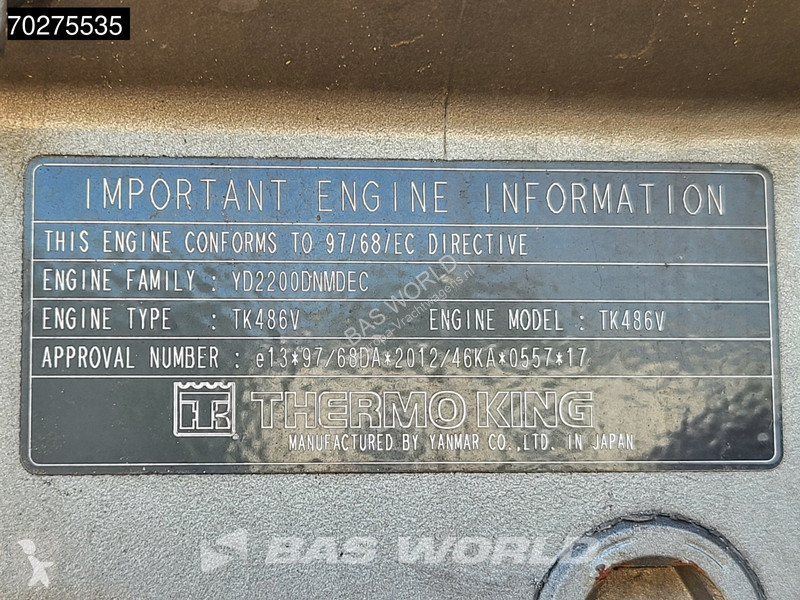 70275535
IMPORTANT ENGINE INFORMATION
THIS ENGINE CONFORMS TO 97/68/EC DIRECTIVE
ENGINE FAMILY : YD2200DNMDEC
ENGINE TYPE : TK486V ENGINE MODEL : TK486V
APPROVAL NUMBER : e13*97/68DA*2012/46KA*0557*17
TK THERMO KING
MANUFACTURED BY YANMAR CO.,LTD. IN JAPAN
BAS WORLD
BAS WORLD